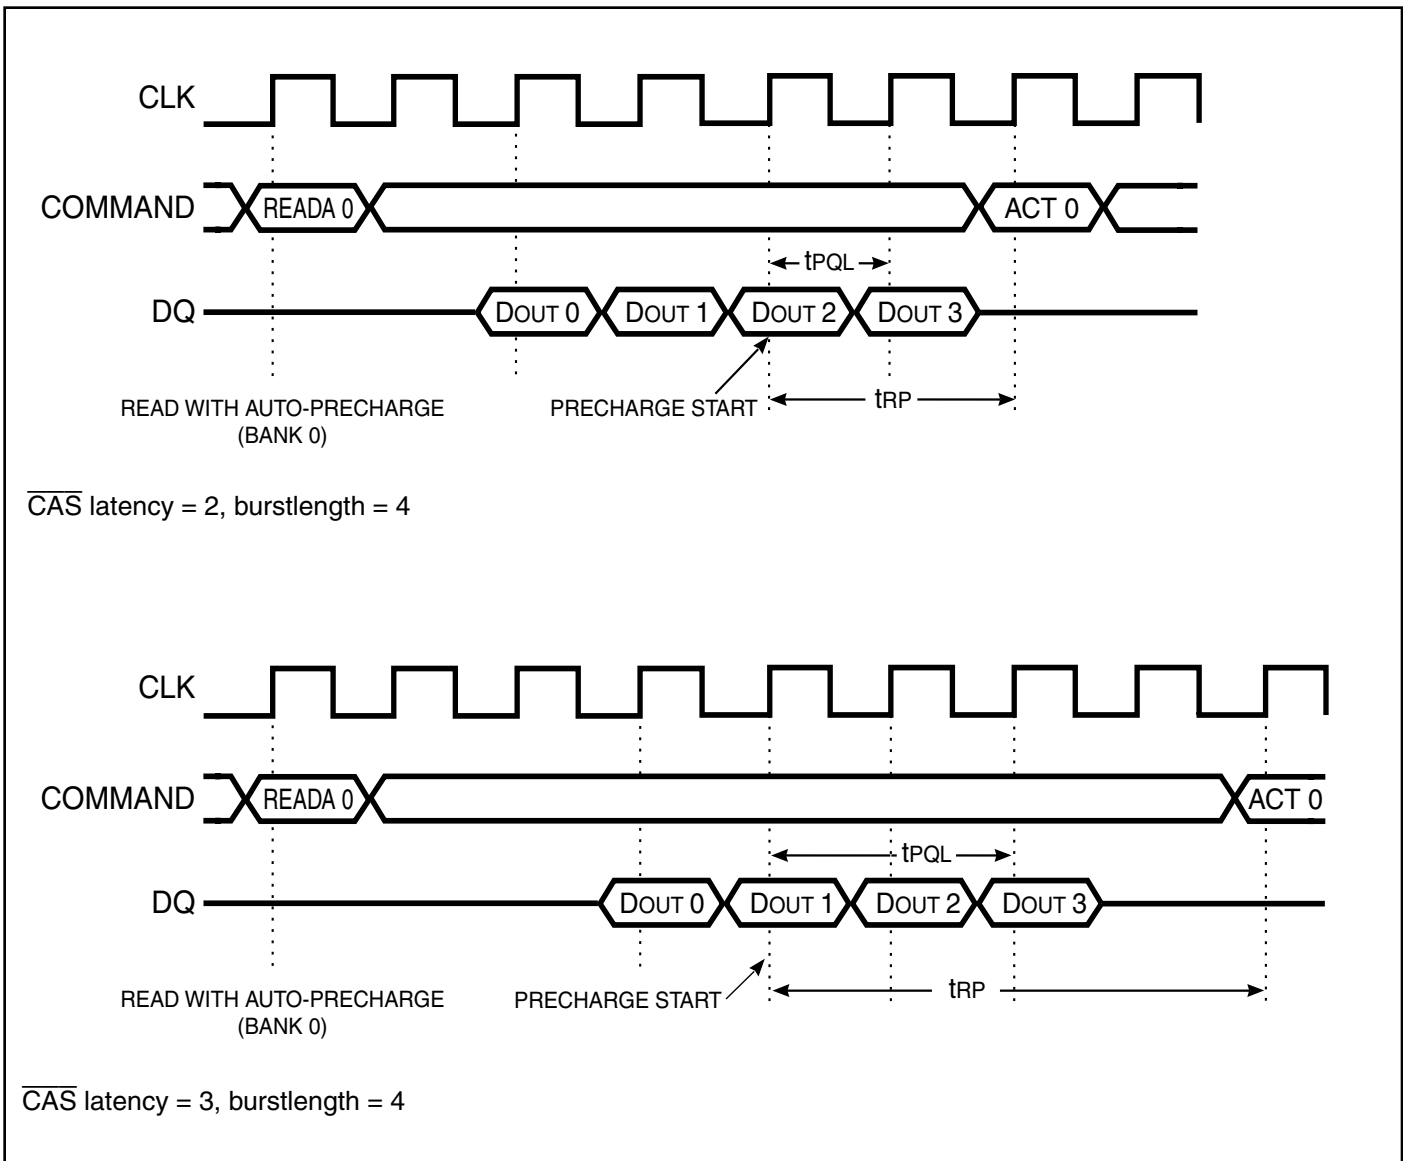 CLK
COMMAND READA 0 ACT 0
tPQL
DQ DOUT 0 DOUT 1 DOUT 2 DOUT 3
READ WITH AUTO-PRECHARGE
(BANK 0)
PRECHARGE START
tRP
CAS latency = 2, burstlength = 4
CLK
COMMAND READA 0 ACT 0
tPQL
DQ DOUT 0 DOUT 1 DOUT 2 DOUT 3
READ WITH AUTO-PRECHARGE
(BANK 0)
PRECHARGE START
tRP
CAS latency = 3, burstlength = 4